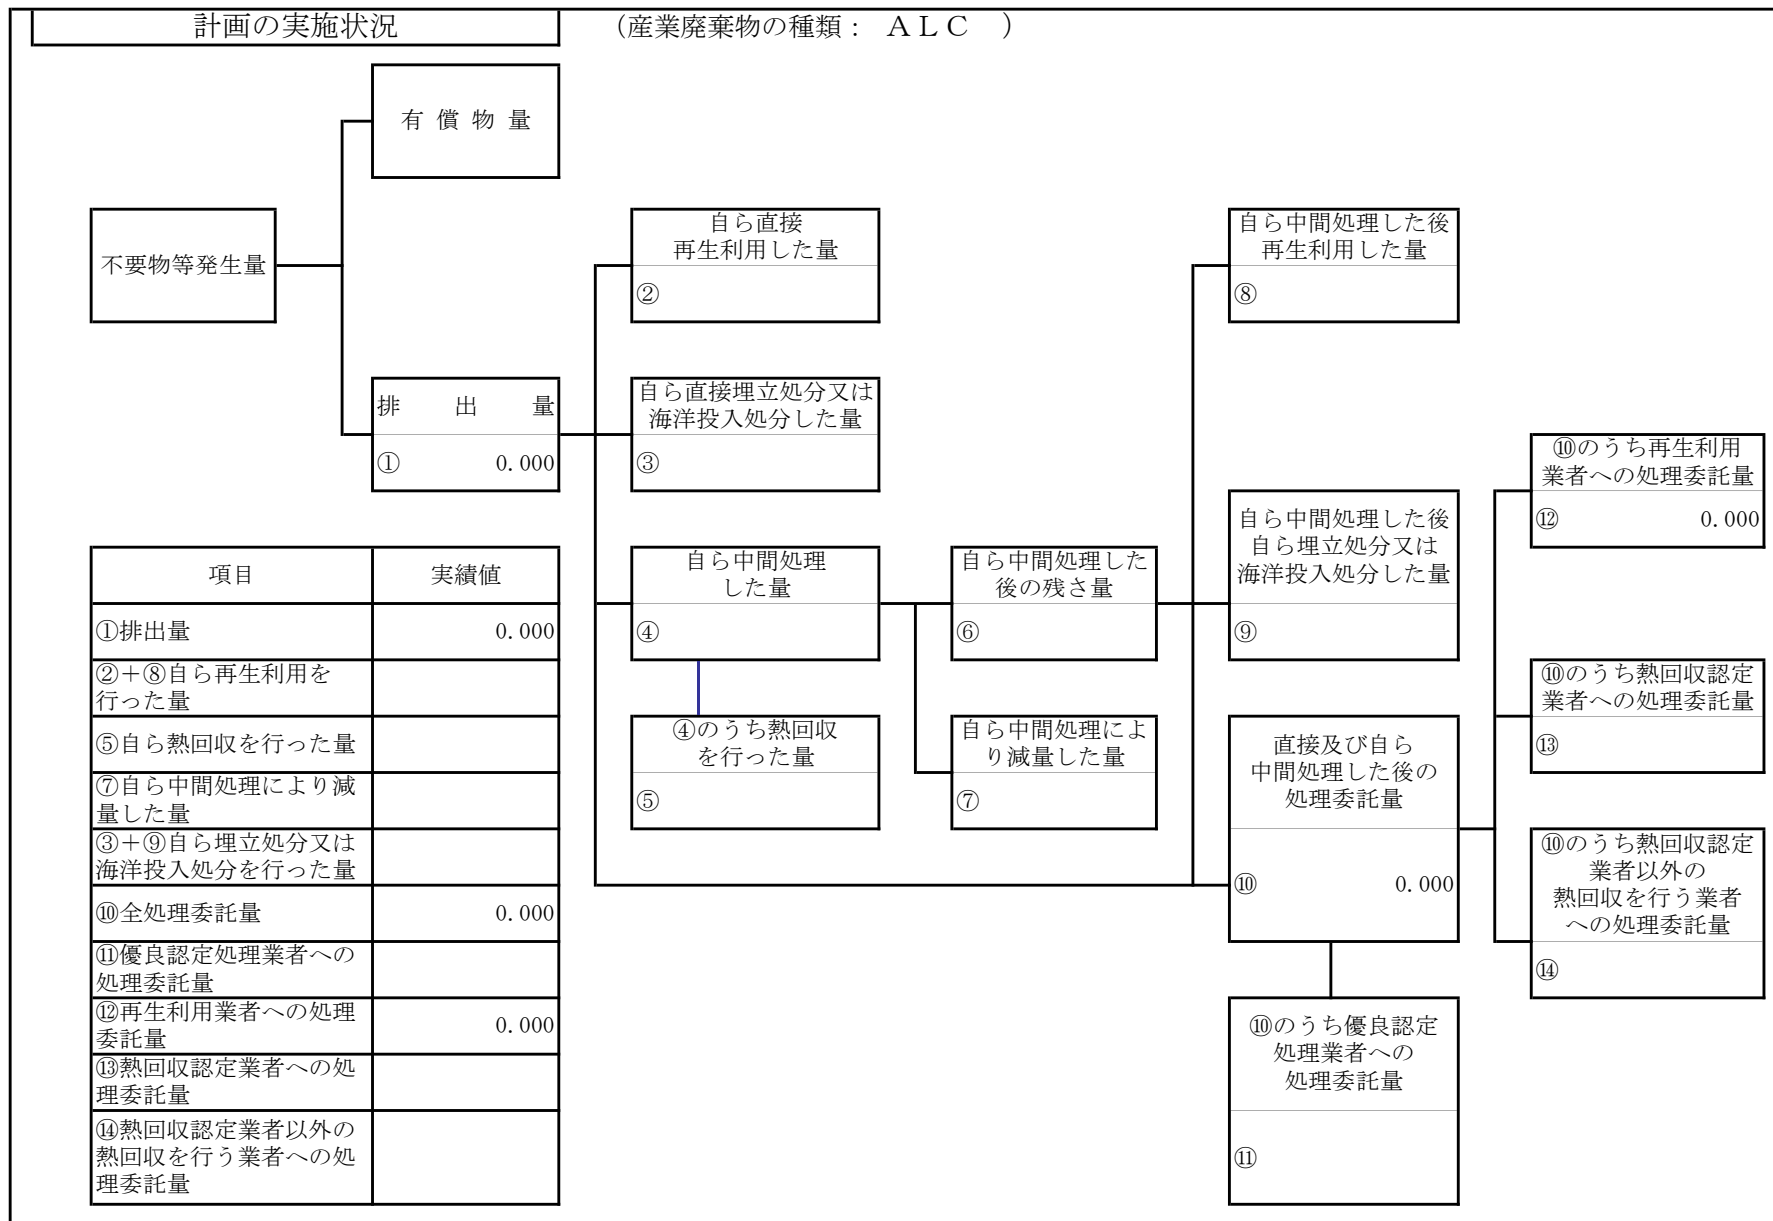 計画の実施状況
（産業廃棄物の種類： ＡＬＣ ）
有 償 物 量
不要物等発生量
自ら直接
再生利用した量
②
自ら中間処理した後
再生利用した量
⑧
排 出 量
① 0.000
自ら直接埋立処分又は
海洋投入処分した量
③
⑩のうち再生利用
業者への処理委託量
⑫ 0.000
自ら中間処理した後
自ら埋立処分又は
海洋投入処分した量
⑨
自ら中間処理
した量
④
自ら中間処理した
後の残さ量
⑥
⑩のうち熱回収認定
業者への処理委託量
⑬
④のうち熱回収
を行った量
⑤
自ら中間処理によ
り減量した量
⑦
直接及び自ら
中間処理した後の
処理委託量
⑩ 0.000
⑩のうち熱回収認定
業者以外の
熱回収を行う業者
への処理委託量
⑭
⑩のうち優良認定
処理業者への
処理委託量
⑪
項目 実績値
①排出量 0.000
②＋⑧自ら再生利用を
行った量
⑤自ら熱回収を行った量
⑦自ら中間処理により減
量した量
③＋⑨自ら埋立処分又は
海洋投入処分を行った量
⑩全処理委託量 0.000
⑪優良認定処理業者への
処理委託量
⑫再生利用業者への処理
委託量 0.000
⑬熱回収認定業者への処
理委託量
⑭熱回収認定業者以外の
熱回収を行う業者への処
理委託量